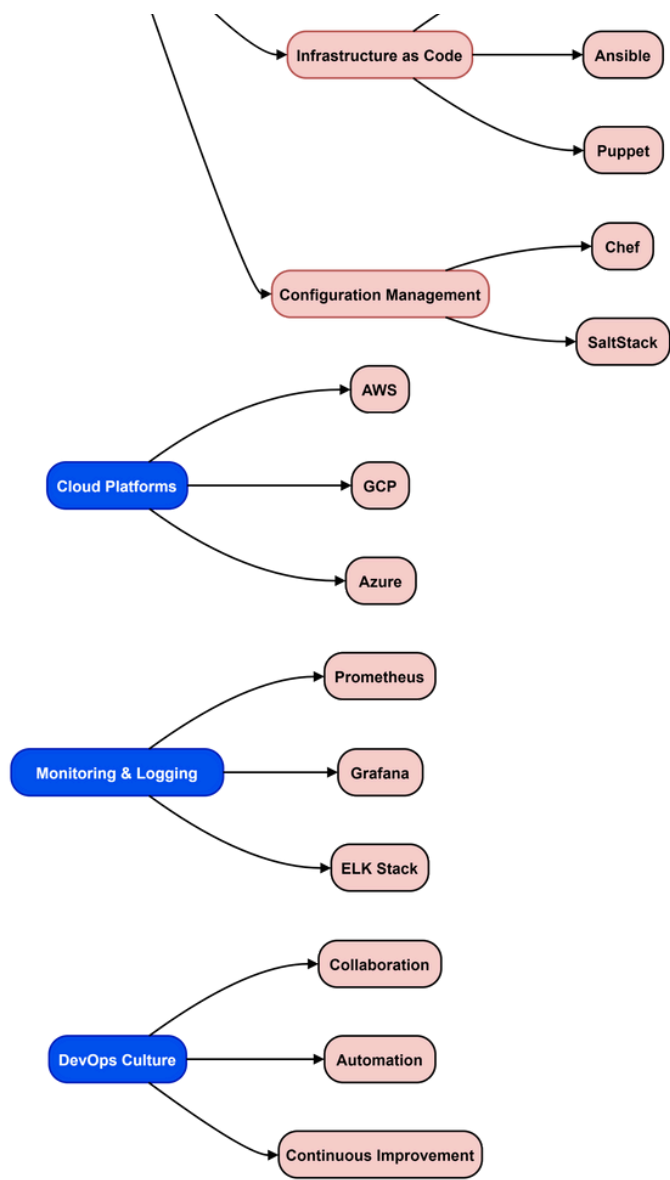 Infrastructure as Code
Ansible
Puppet
Chef
Configuration Management
SaltStack
AWS
Cloud Platforms
GCP
Azure
Prometheus
Monitoring & Logging
Grafana
ELK Stack
Collaboration
DevOps Culture
Automation
Continuous Improvement